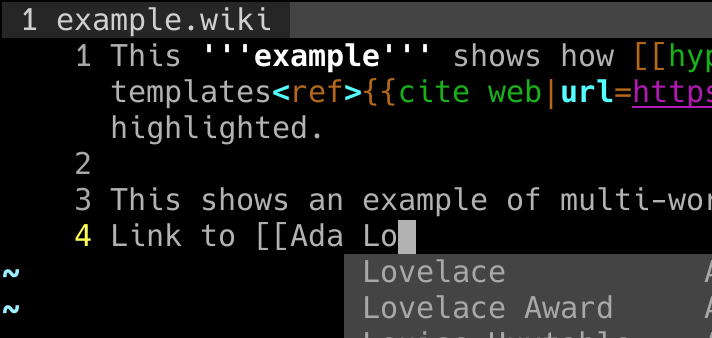 1 example.wiki
1 This '''example''' shows how [[hyp
templates<ref>{{cite web|url=https
highlighted.
2
3 This shows an example of multi-wor
4 Link to [[Ada Lo
~ Lovelace A
~ Lovelace Award A